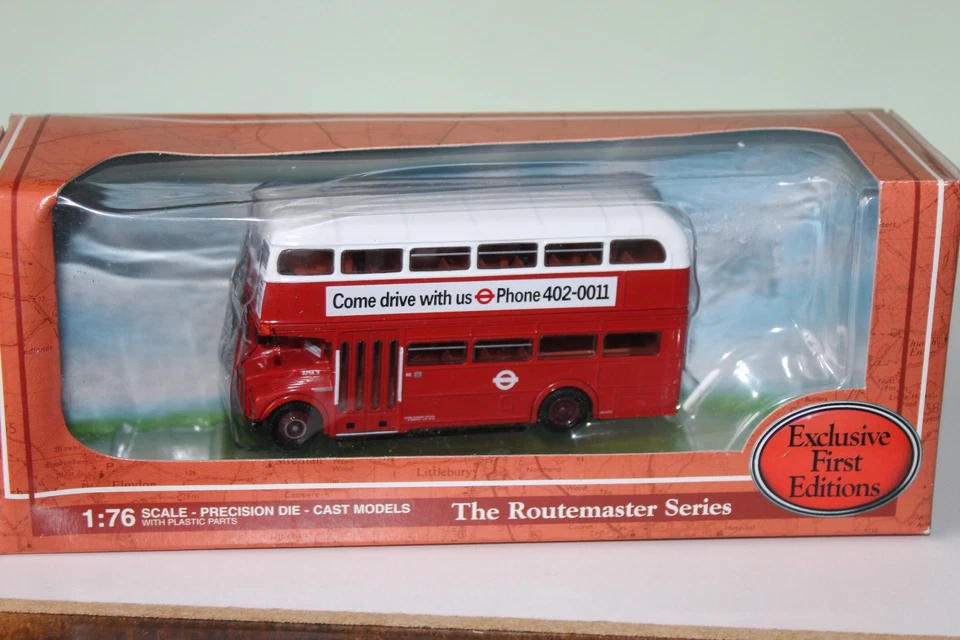 Come drive with us Phone 402-0011
Exclusive
First
Editions
Littlebury
1:76 SCALE - PRECISION DIE - CAST MODELS
WITH PLASTIC PARTS
The Routemaster Series